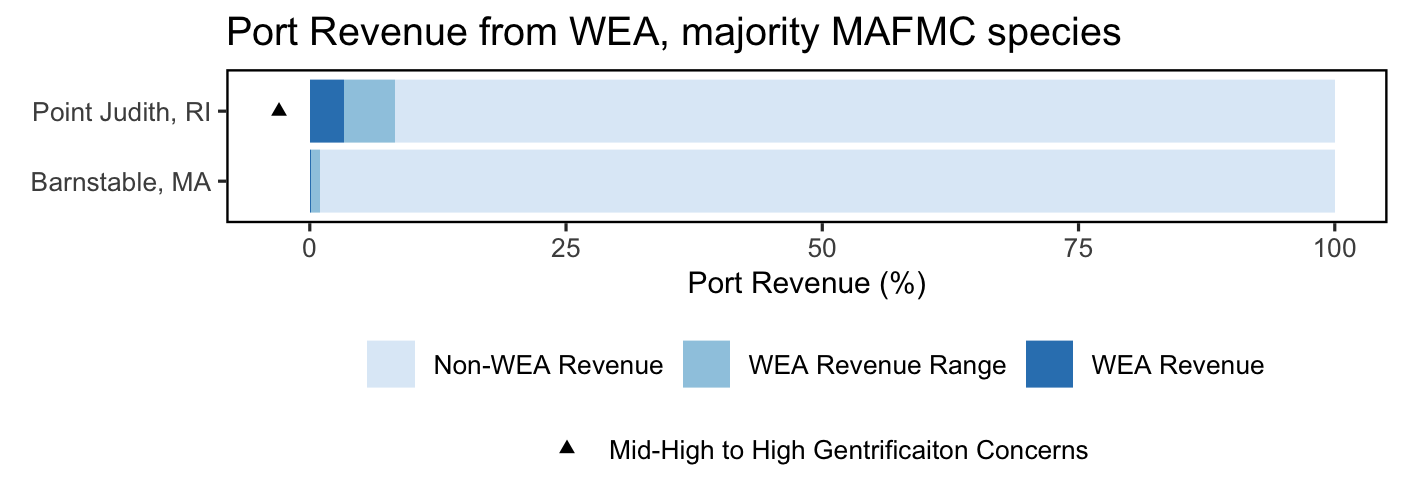 Port Revenue from WEA, majority MAFMC species
Point Judith, RI
Barnstable, MA
0 25 50 75 100
Port Revenue (%)
Non-WEA Revenue WEA Revenue Range WEA Revenue
Mid-High to High Gentrificaiton Concerns